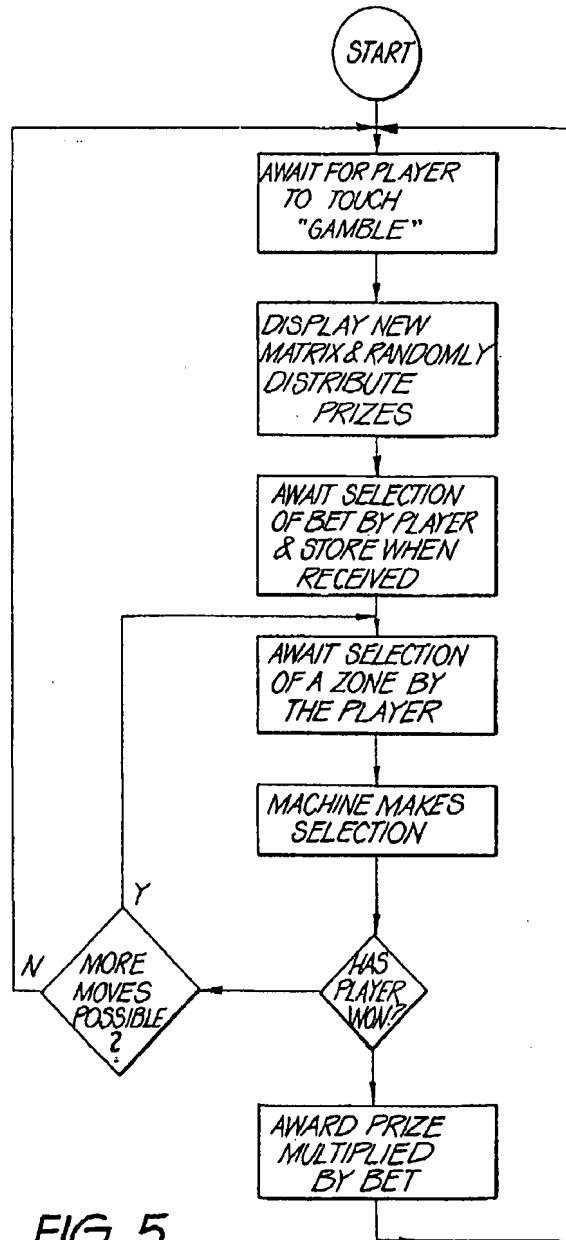 START
AWAIT FOR PLAYER
TO TOUCH
"GAMBLE"
DISPLAY NEW
MATRIX & RANDOMLY
DISTRIBUTE
PRIZES
AWAIT SELECTION
OF BET BY PLAYER
& STORE WHEN
RECEIVED
AWAIT SELECTION
OF A ZONE BY
THE PLAYER
MACHINE MAKES
SELECTION
Y
N
MORE
MOVES
POSSIBLE
?
HAS
PLAYER
WON?
AWARD PRIZE
MULTIPLIED
BY BET
FIG. 5